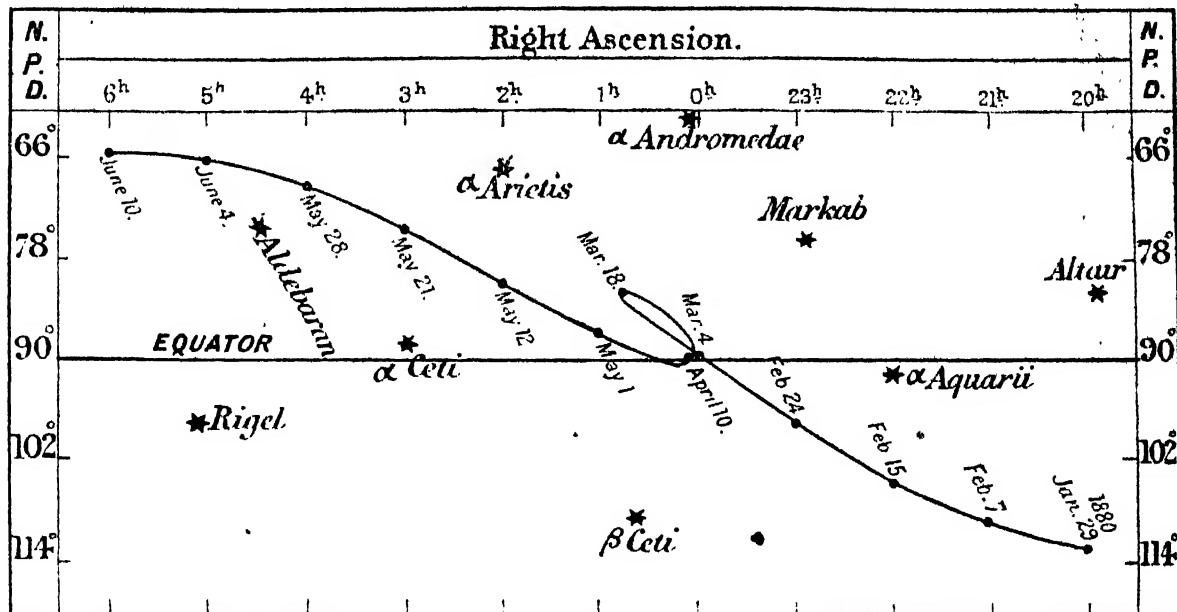 N. P. D.
Right Ascension.
N. P. D.
6h 5h 4h 3h 2h 1h 0h 23h 22h 21h 20h
66°
66°
α Andromedae
α Arietis
June 10.
June 4.
May 28.
Aldebaran
May 21.
Markab
Mar. 18.
78°
78°
Altair
May 12
Mar. 4
EQUATOR
α Ceti
May 1
April 10.
90°
90°
Feb 24
α Aquarii
Rigel
102°
102°
Feb 15
Feb. 7
1880
Jan. 29
β Ceti
114°
114°